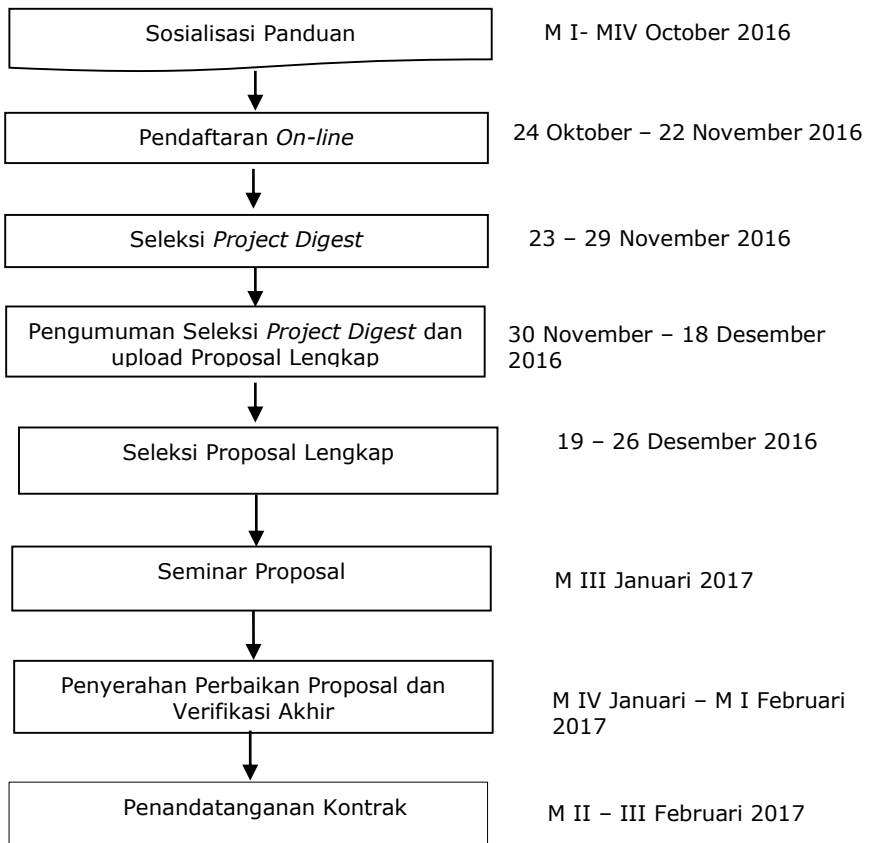 Sosialisasi Panduan
M I- MIV October 2016
Pendaftaran On-line
24 Oktober – 22 November 2016
Seleksi Project Digest
23 – 29 November 2016
Pengumuman Seleksi Project Digest dan
upload Proposal Lengkap
30 November – 18 Desember
2016
Seleksi Proposal Lengkap
19 – 26 Desember 2016
Seminar Proposal
M III Januari 2017
Penyerahan Perbaikan Proposal dan
Verifikasi Akhir
M IV Januari – M I Februari
2017
Penandatanganan Kontrak
M II – III Februari 2017